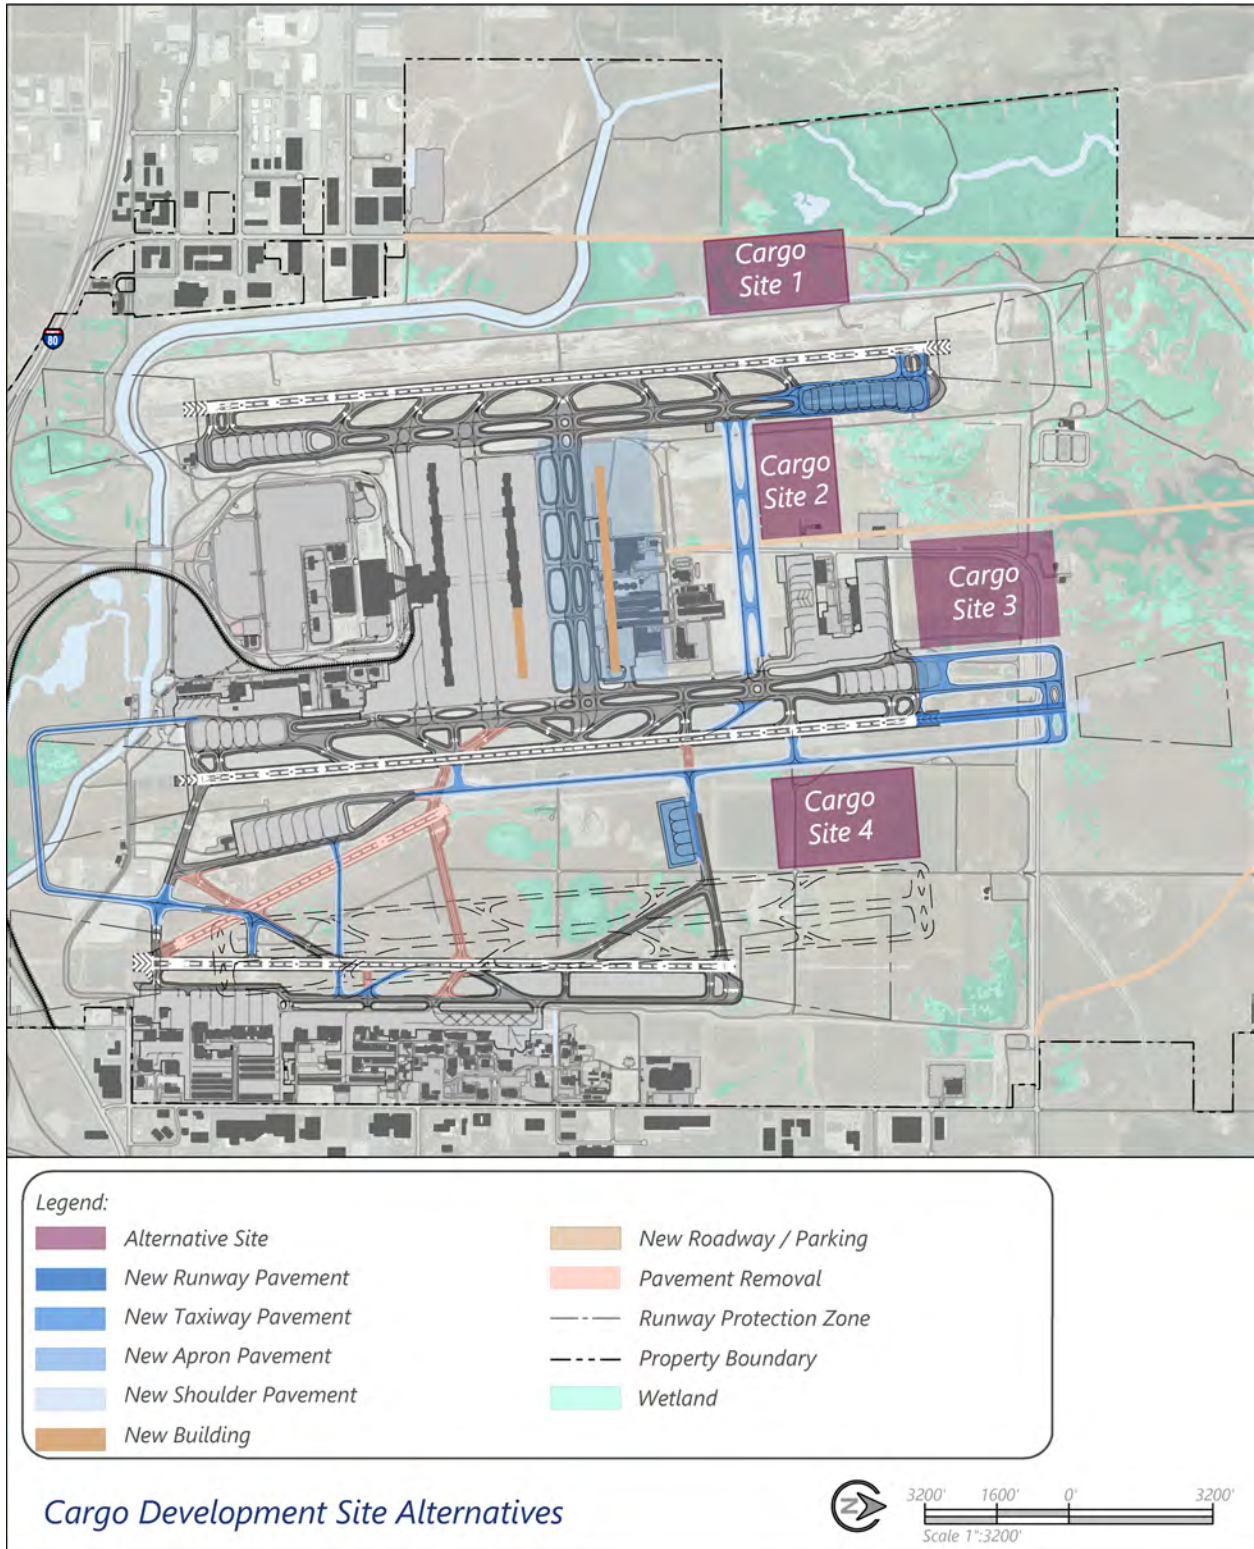 Cargo
Site 1
80
Cargo
Site 2
Cargo
Site 3
Cargo
Site 4
Legend:
Alternative Site
New Runway Pavement
New Taxiway Pavement
New Apron Pavement
New Shoulder Pavement
New Building
New Roadway / Parking
Pavement Removal
Runway Protection Zone
Property Boundary
Wetland
Cargo Development Site Alternatives
N
3200' 1600' 0' 3200'
Scale 1":3200'